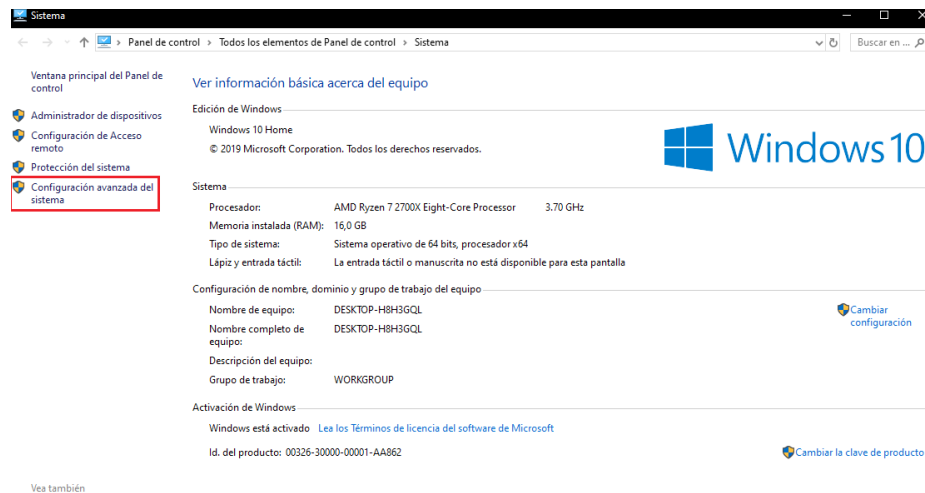 Sistema
Panel de control > Todos los elementos de Panel de control > Sistema
Buscar en ...
Ventana principal del Panel de
control
Administrador de dispositivos
Configuración de Acceso
remoto
Protección del sistema
Configuración avanzada del
sistema
Ver información básica acerca del equipo
Edición de Windows
Windows 10 Home
© 2019 Microsoft Corporation. Todos los derechos reservados.
Windows 10
Sistema
Procesador: AMD Ryzen 7 2700X Eight-Core Processor 3.70 GHz
Memoria instalada (RAM): 16,0 GB
Tipo de sistema: Sistema operativo de 64 bits, procesador x64
Lápiz y entrada táctil: La entrada táctil o manuscrita no está disponible para esta pantalla
Configuración de nombre, dominio y grupo de trabajo del equipo
Nombre de equipo: DESKTOP-H8H3GQL
Cambiar
configuración
Nombre completo de
equipo: DESKTOP-H8H3GQL
Descripción del equipo:
Grupo de trabajo: WORKGROUP
Activación de Windows
Windows está activado Lea los Términos de licencia del software de Microsoft
Id. del producto: 00326-30000-00001-AA862
Cambiar la clave de producto
Vea también